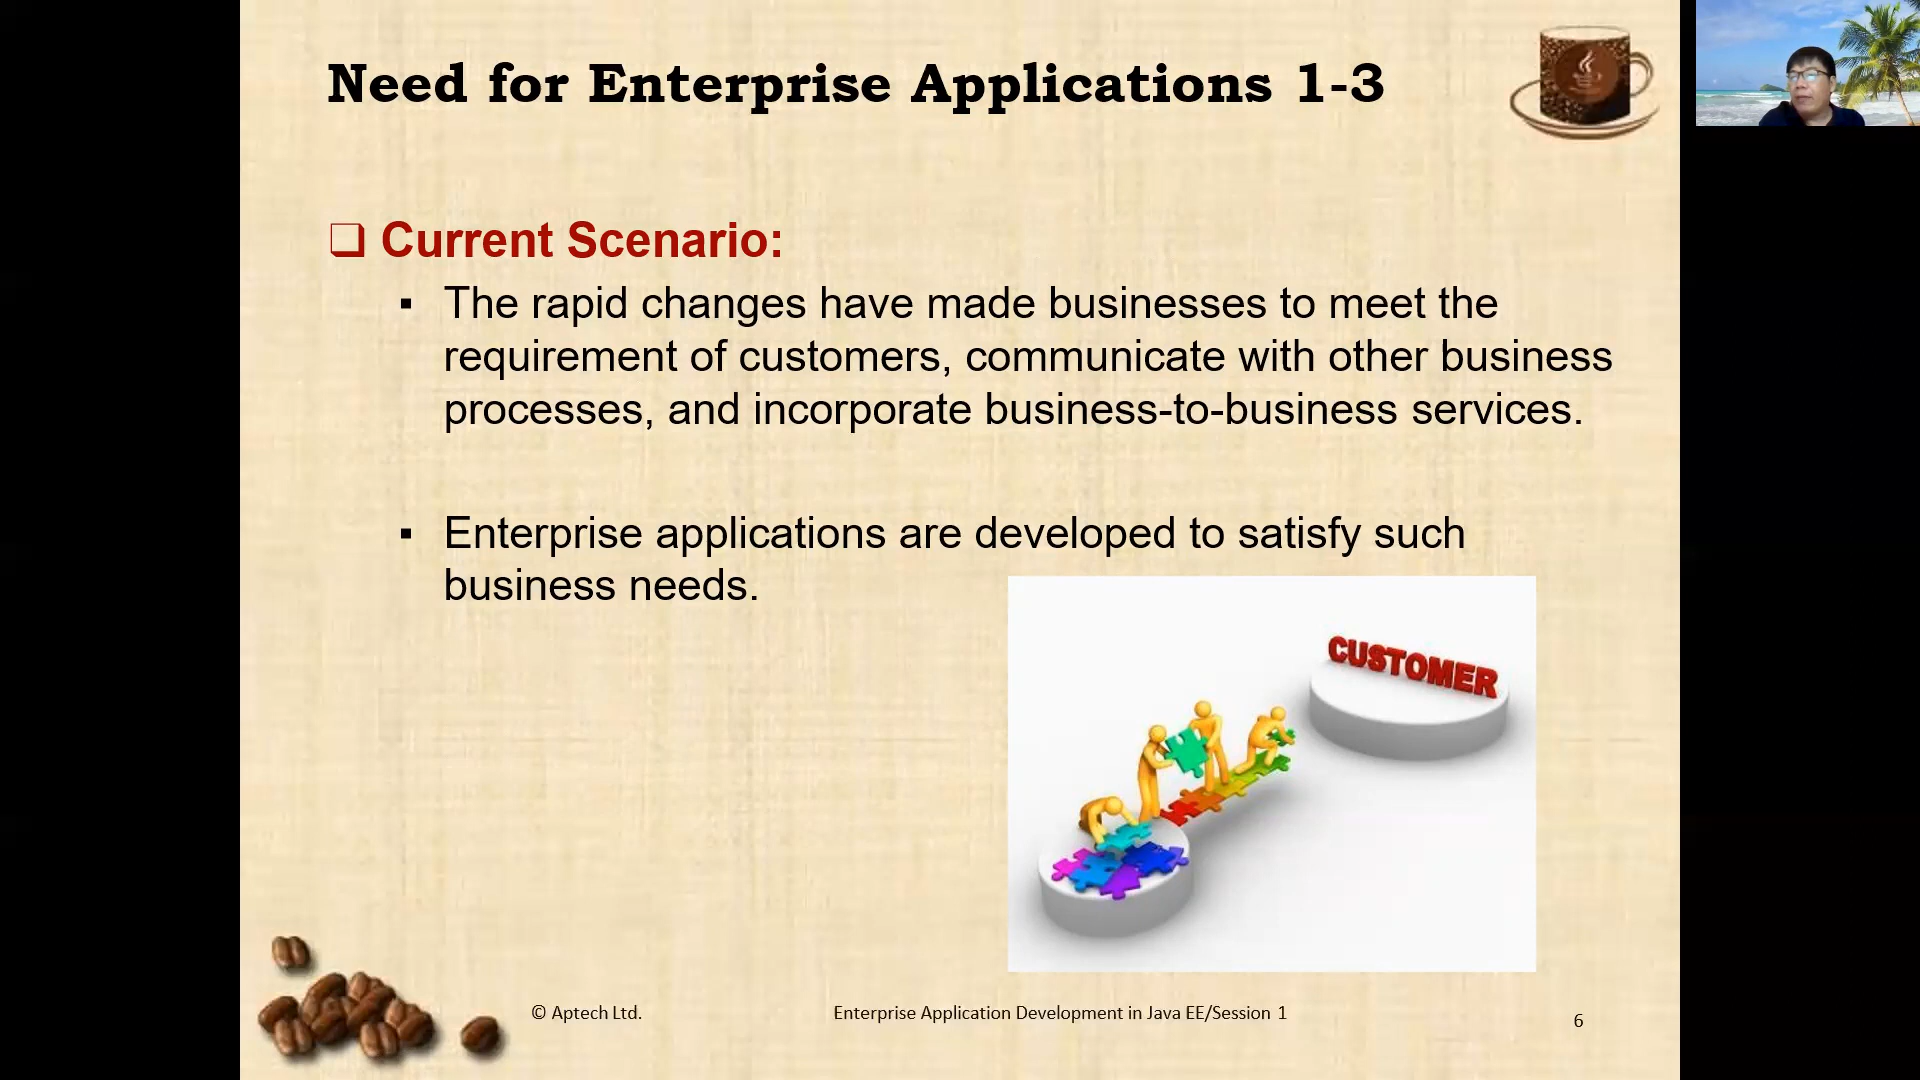 Need for Enterprise Applications 1-3
❑ Current Scenario:
▪ The rapid changes have made businesses to meet the
requirement of customers, communicate with other business
processes, and incorporate business-to-business services.
▪ Enterprise applications are developed to satisfy such
business needs.
CUSTOMER
© Aptech Ltd.
Enterprise Application Development in Java EE/Session 1
6